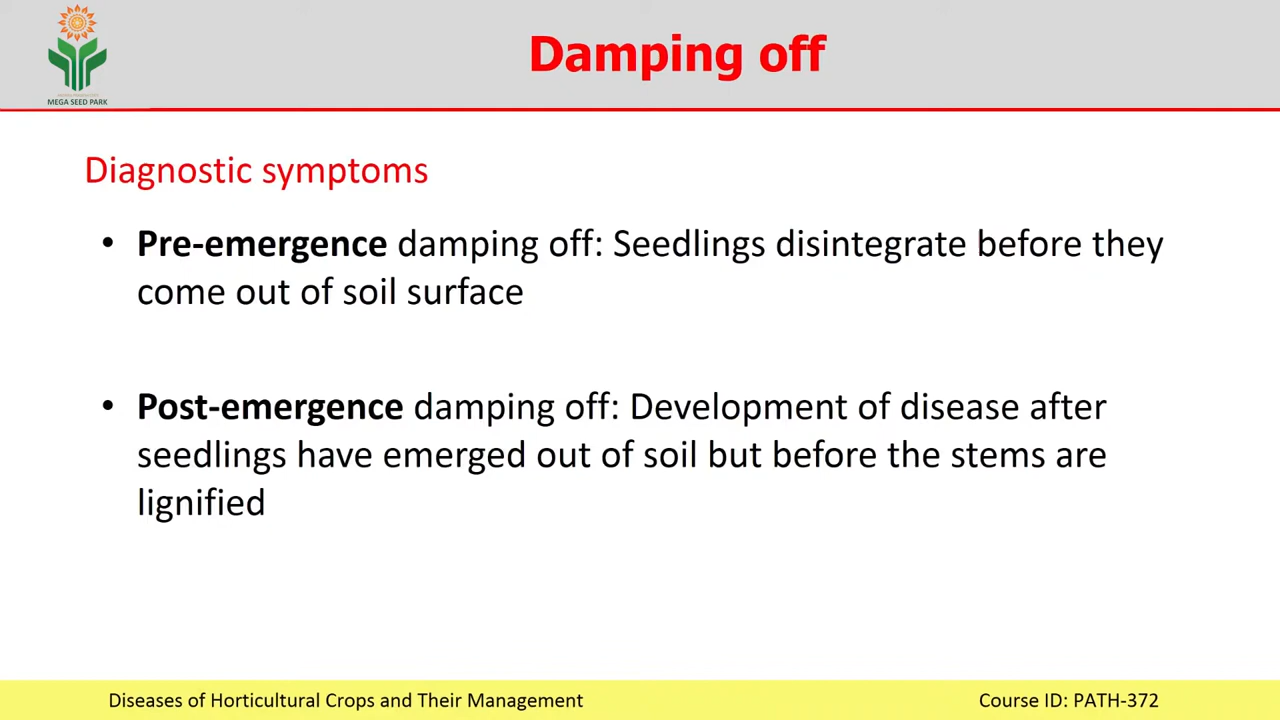 MEGA SEED PARK
Damping off
Diagnostic symptoms
• Pre-emergence damping off: Seedlings disintegrate before they
come out of soil surface
• Post-emergence damping off: Development of disease after
seedlings have emerged out of soil but before the stems are
lignified
Diseases of Horticultural Crops and Their Management
Course ID: PATH-372